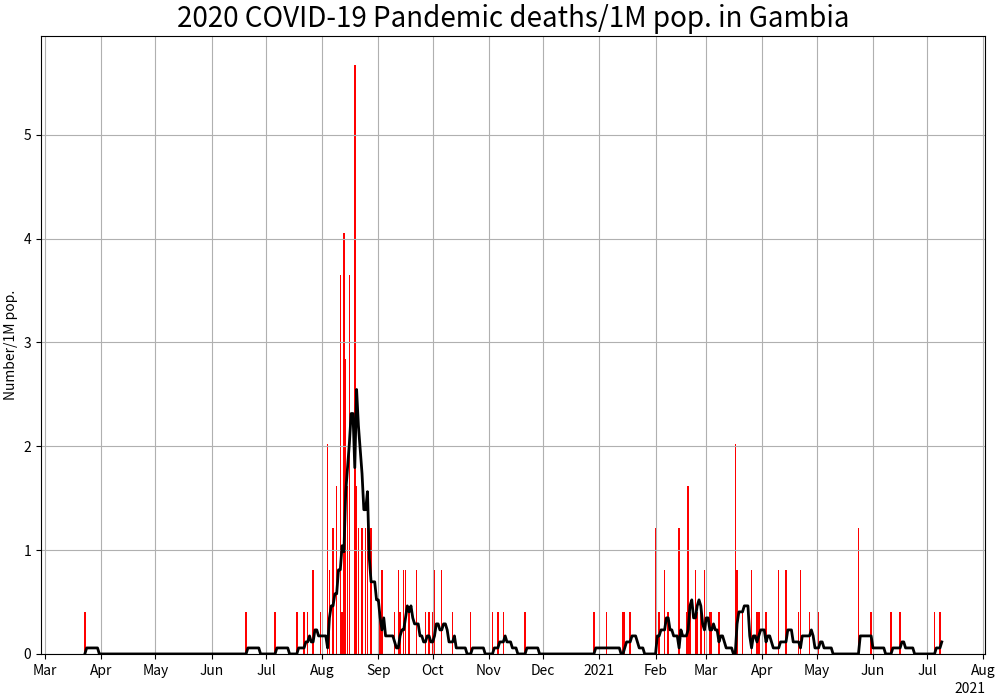 2020 COVID-19 Pandemic deaths/1M pop. in Gambia
Number/1M pop.
5
4
3
2
1
0
Mar Apr May Jun Jul Aug Sep Oct Nov Dec 2021 Feb Mar Apr May Jun Jul Aug
2021